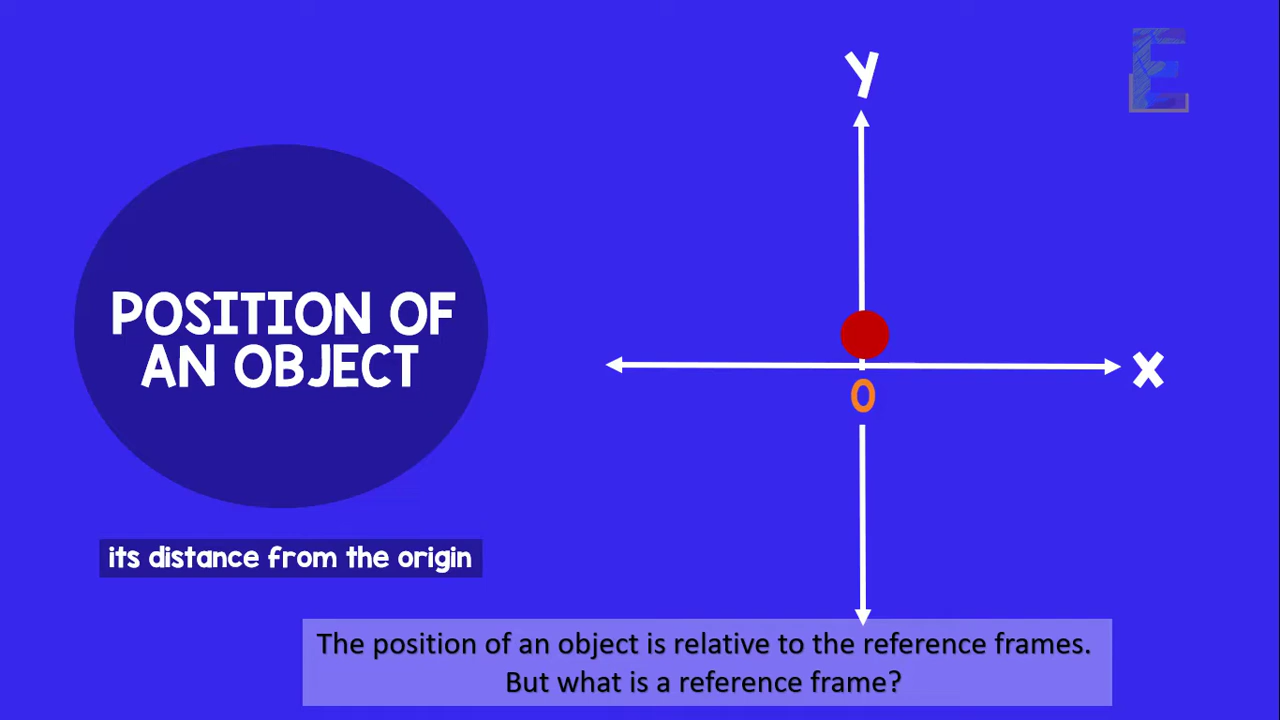 y
E
POSITION OF
AN OBJECT
x
0
its distance from the origin
The position of an object is relative to the reference frames.
But what is a reference frame?